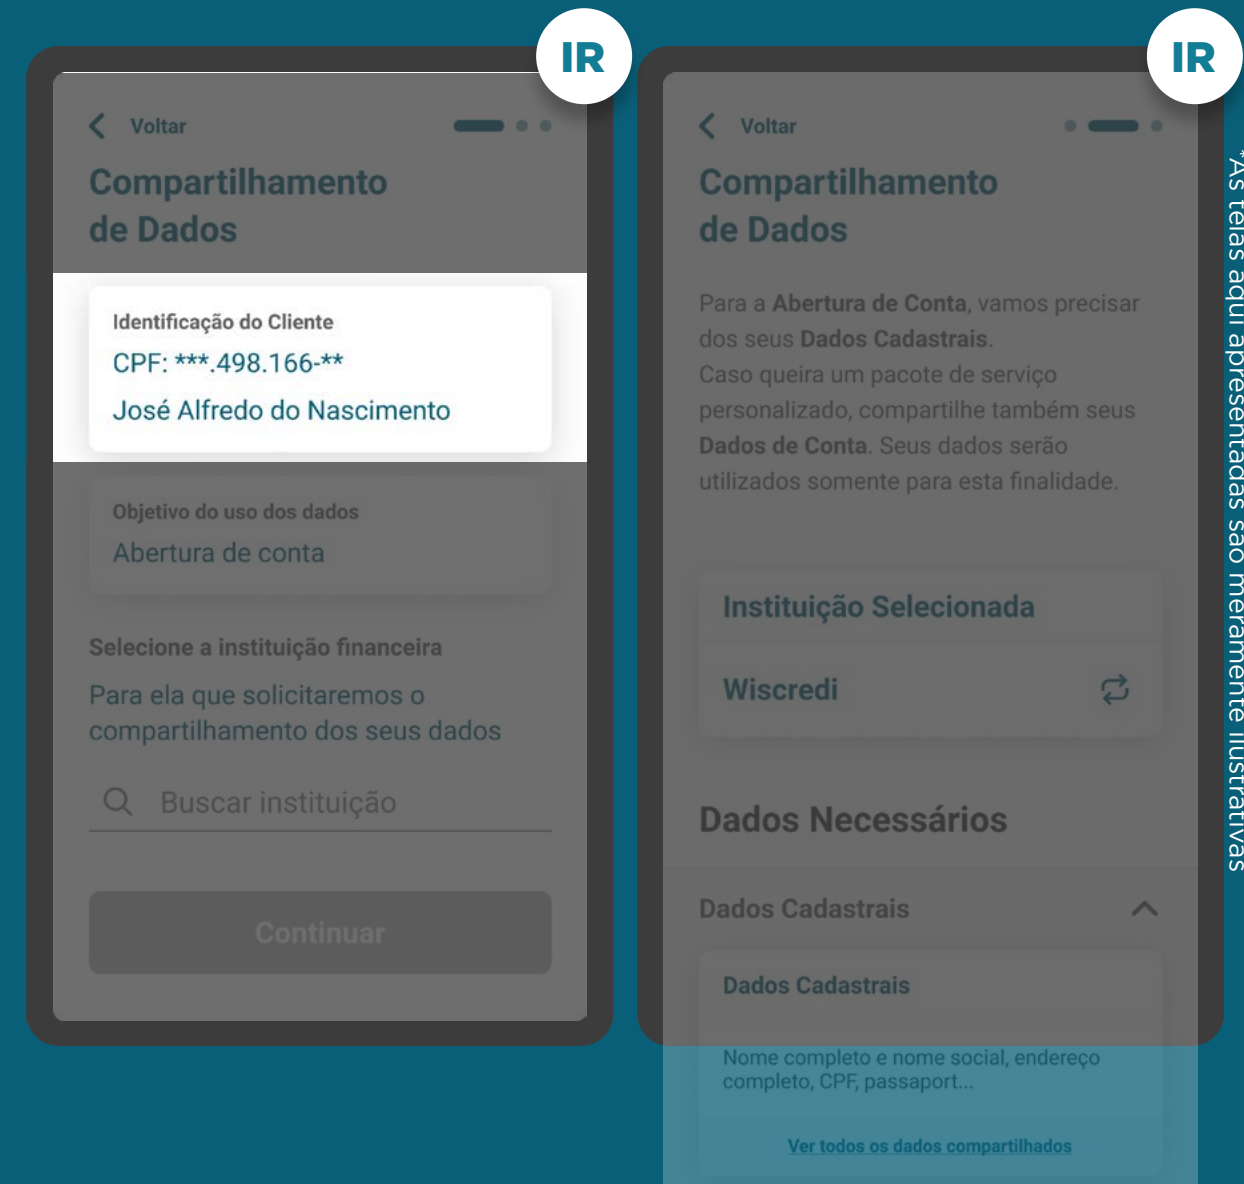 IR
Voltar
Compartilhamento
de Dados
Identificação do Cliente
CPF: ***.498.166-**
José Alfredo do Nascimento
Objetivo do uso dos dados
Abertura de conta
Selecione a instituição financeira
Para ela que solicitaremos o
compartilhamento dos seus dados
Buscar instituição
Continuar
IR
Voltar
Compartilhamento
de Dados
Para a Abertura de Conta, vamos precisar
dos seus Dados Cadastrais.
Caso queira um pacote de serviço
personalizado, compartilhe também seus
Dados de Conta. Seus dados serão
utilizados somente para esta finalidade.
Instituição Selecionada
Wiscredi
Dados Necessários
Dados Cadastrais
Dados Cadastrais
Nome completo e nome social, endereço
completo, CPF, passaport...
Ver todos os dados compartilhados
*As telas aqui apresentadas são meramente ilustrativas